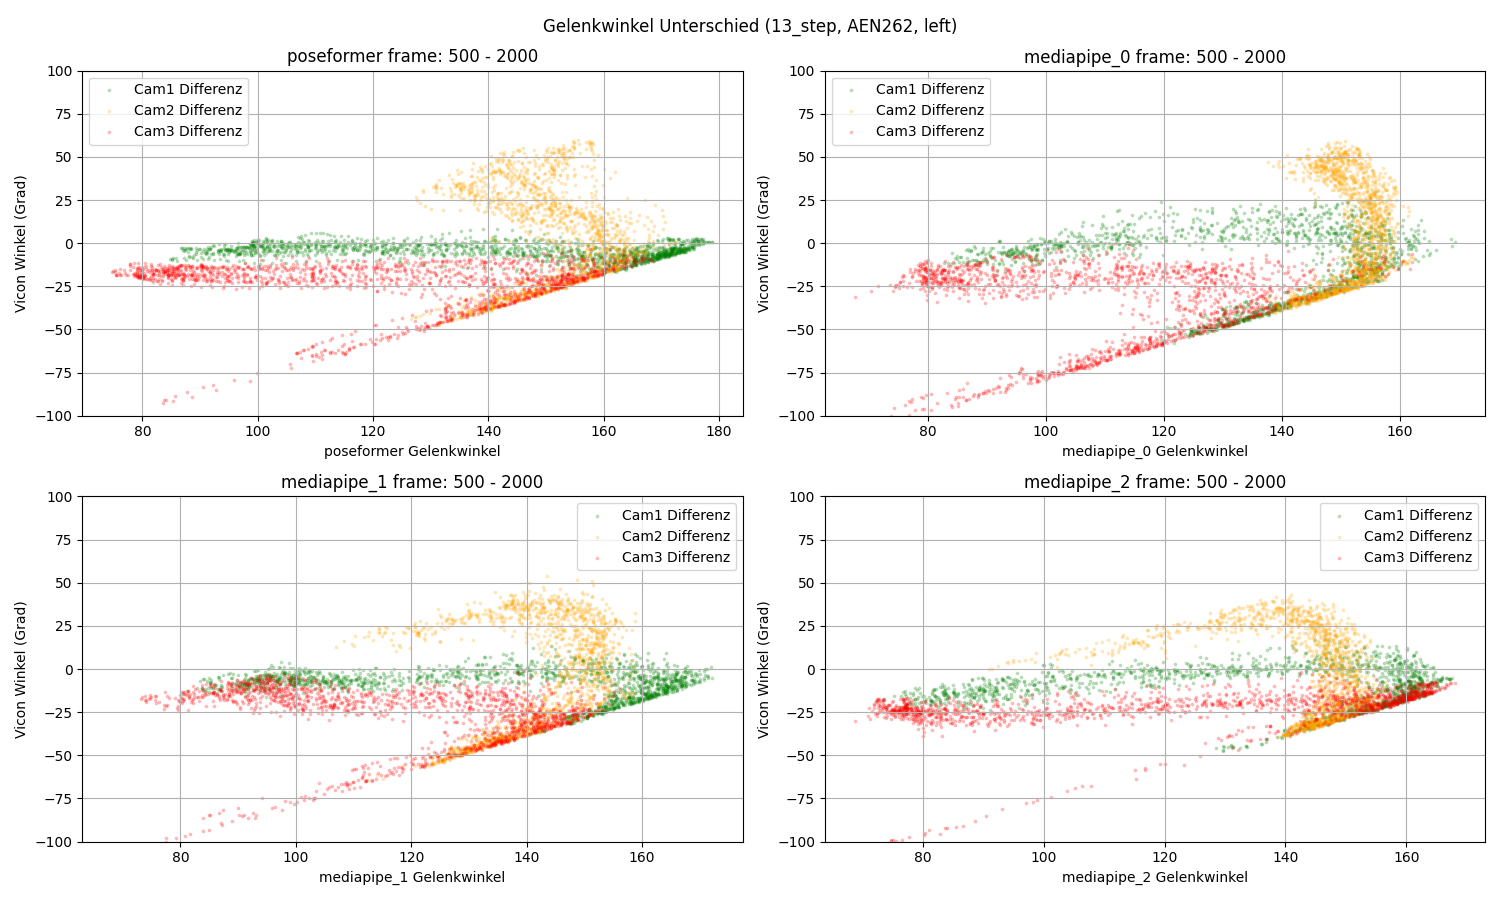 Gelenkwinkel Unterschied (13_step, AEN262, left)
poseformer frame: 500 - 2000
100
75
50
25
0
−25
−50
−75
−100
Vicon Winkel (Grad)
Cam1 Differenz
Cam2 Differenz
Cam3 Differenz
80
100
120
140
160
180
poseformer Gelenkwinkel
mediapipe_0 frame: 500 - 2000
100
75
50
25
0
−25
−50
−75
−100
Vicon Winkel (Grad)
Cam1 Differenz
Cam2 Differenz
Cam3 Differenz
80
100
120
140
160
mediapipe_0 Gelenkwinkel
mediapipe_1 frame: 500 - 2000
100
75
50
25
0
−25
−50
−75
−100
Vicon Winkel (Grad)
Cam1 Differenz
Cam2 Differenz
Cam3 Differenz
80
100
120
140
160
mediapipe_1 Gelenkwinkel
mediapipe_2 frame: 500 - 2000
100
75
50
25
0
−25
−50
−75
−100
Vicon Winkel (Grad)
Cam1 Differenz
Cam2 Differenz
Cam3 Differenz
80
100
120
140
160
mediapipe_2 Gelenkwinkel